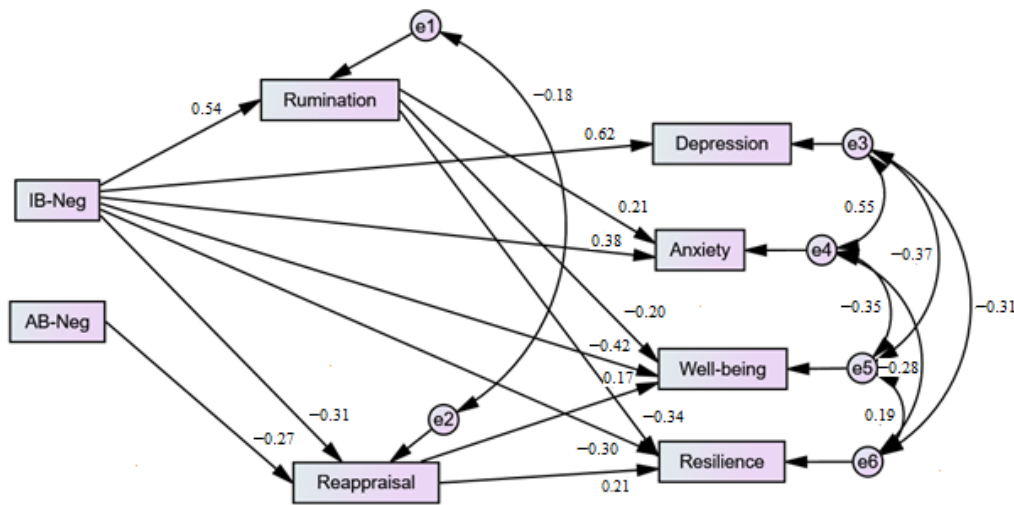 e1
Rumination
0.54
−0.18
0.62
Depression
e3
IB-Neg
0.21
0.55
0.38
Anxiety
e4
−0.37
AB-Neg
−0.20
−0.35
−0.31
−0.42
Well-being
e5
−0.28
0.17
−0.31
e2
−0.34
0.19
−0.27
−0.30
Resilience
e6
Reappraisal
0.21